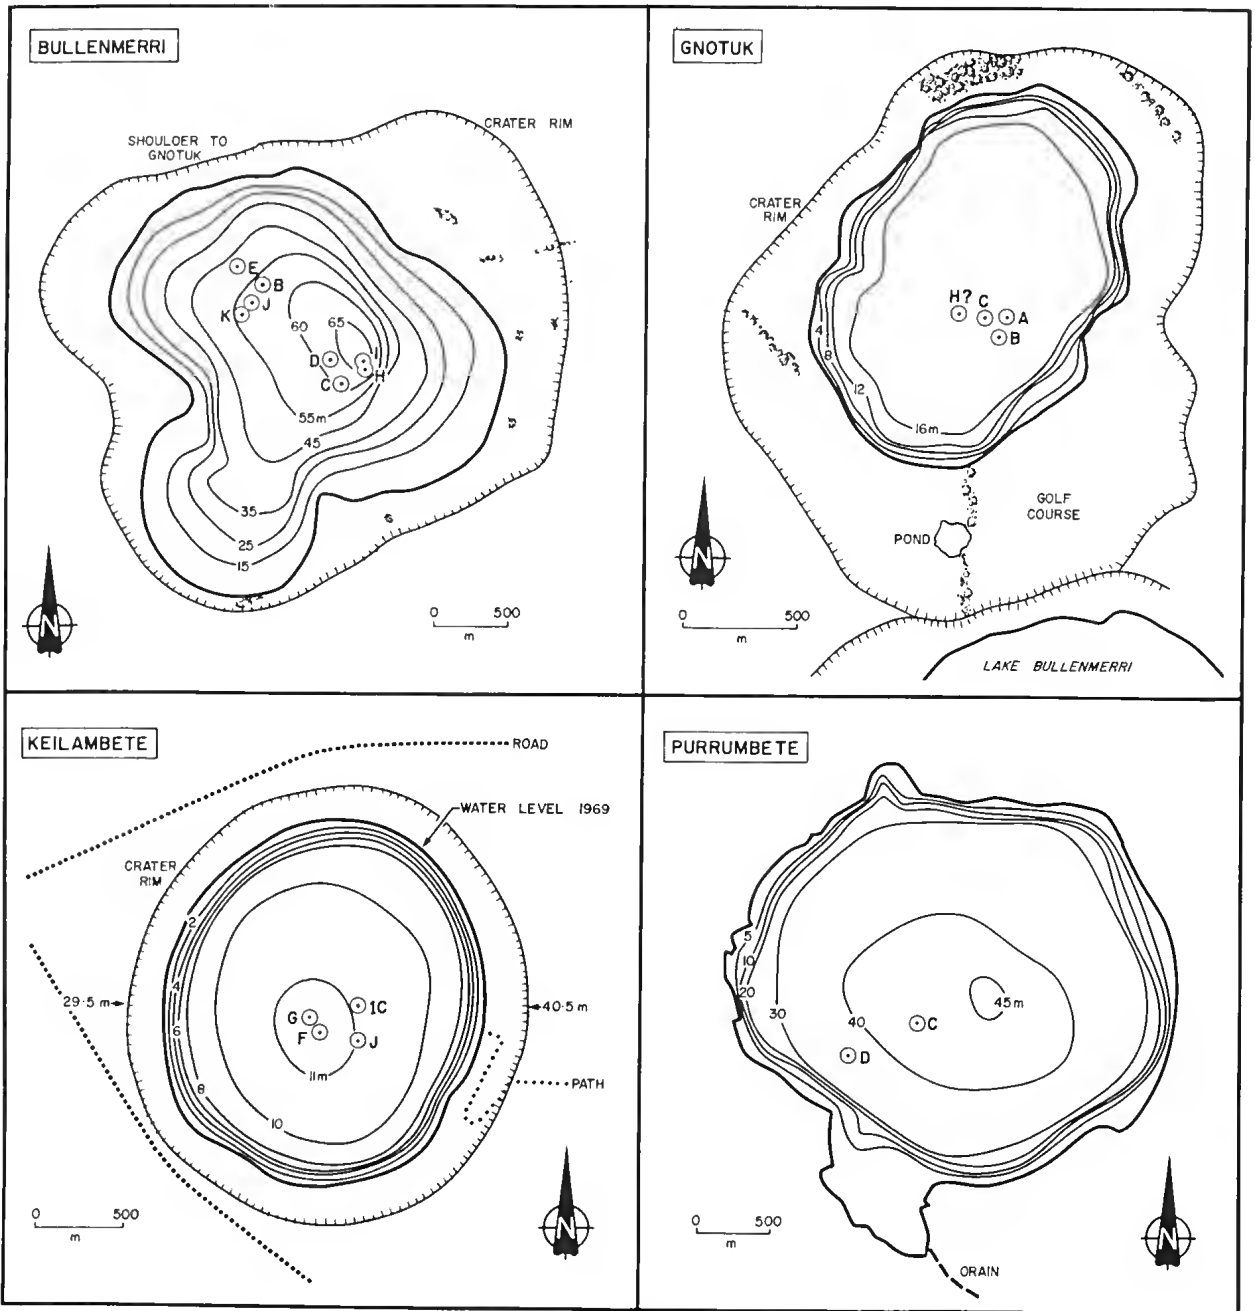 BULLENMERRI
SHOULOER TO
GNOTUK
CRATER RIM
E
B
J
K
60
65
D
I
H
C
55m
45
35
25
15
N
0 500
m
GNOTUK
CRATER
RIM
H?
C
A
B
4
8
12
16m
GOLF
COURSE
POND
N
0 500
m
LAKE BULLENMERRI
KEILAMBETE
ROAD
WATER LEVEL 1969
CRATER
RIM
2
4
29·5m
6
G
1C
40·5m
F
J
11m
PATH
8
10
0 500
m
N
PURRUMBETE
5
10
20
30
40
45m
C
D
0 500
m
N
ORAIN